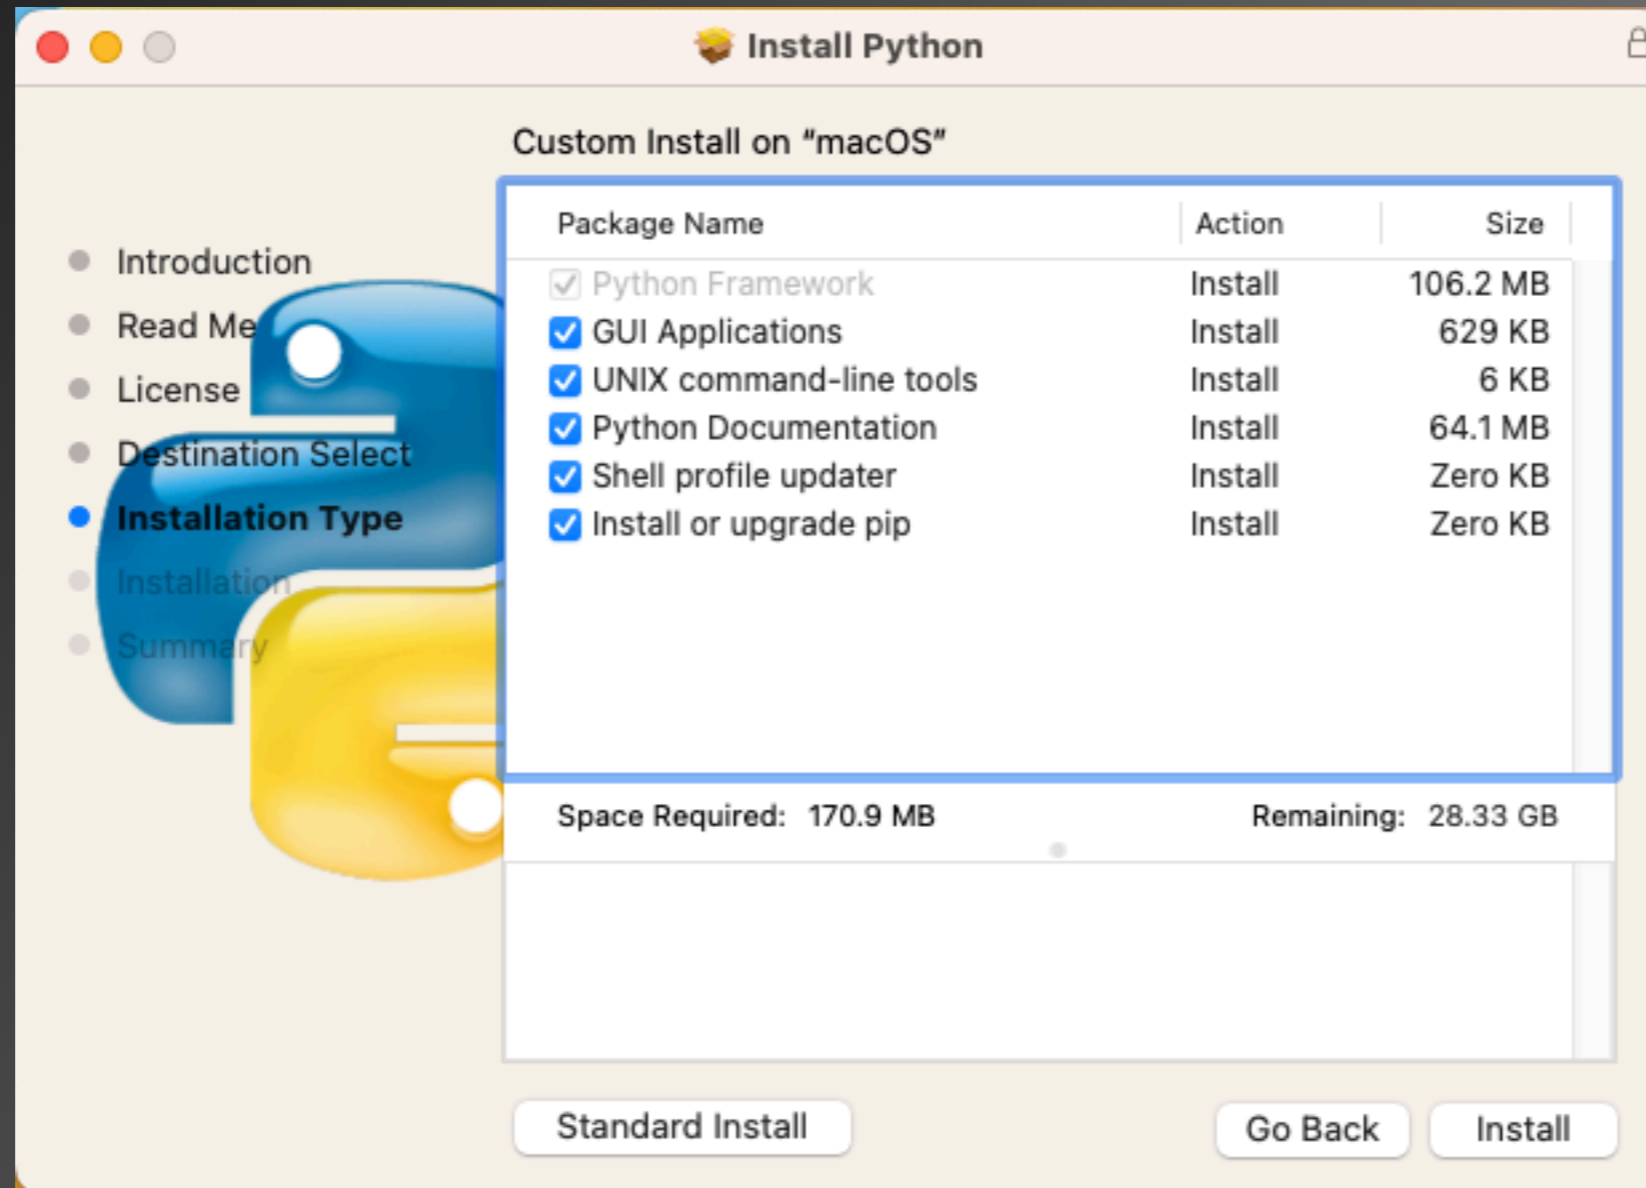 Install Python
Custom Install on “macOS”
Introduction
Read Me
License
Destination Select
Installation Type
Installation
Summary
Package Name Action Size
Python Framework Install 106.2 MB
GUI Applications Install 629 KB
UNIX command-line tools Install 6 KB
Python Documentation Install 64.1 MB
Shell profile updater Install Zero KB
Install or upgrade pip Install Zero KB
Space Required: 170.9 MB Remaining: 28.33 GB
Standard Install Go Back Install